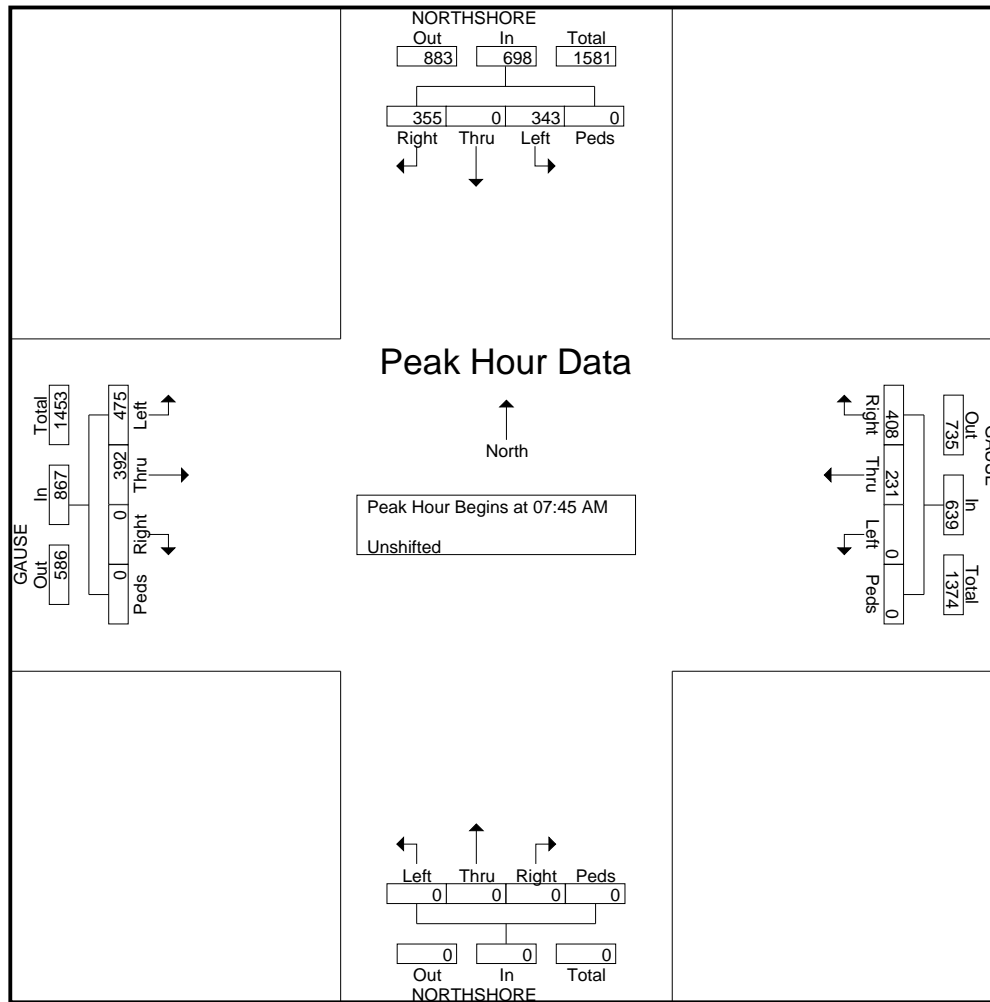 NORTHSHORE
Out In Total
883 698 1581
355 0 343 0
Right Thru Left Peds
Peak Hour Data
North
Peak Hour Begins at 07:45 AM
Unshifted
GAUSE
Out In Total
735 639 1374
408 231 0 0
Right Thru Left Peds
Left Thru Right Peds
475 392 0 0
Total In Out
1453 867 586
GAUSE
Left Thru Right Peds
0 0 0 0
0 0 0
Out In Total
NORTHSHORE